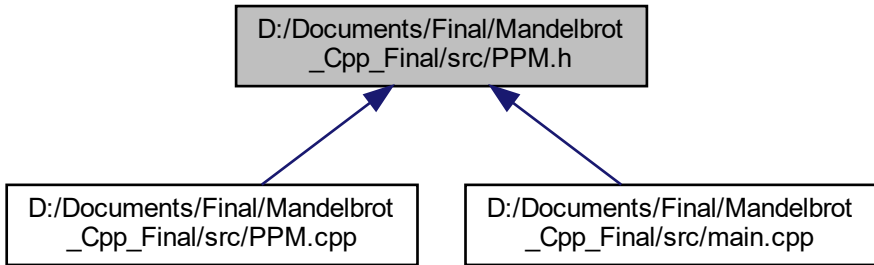 D:/Documents/Final/Mandelbrot
_Cpp_Final/src/PPM.h
D:/Documents/Final/Mandelbrot
_Cpp_Final/src/PPM.cpp
D:/Documents/Final/Mandelbrot
_Cpp_Final/src/main.cpp